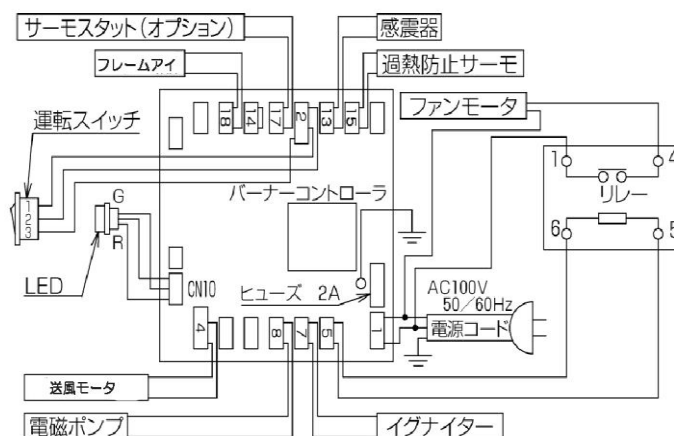 サーモスタット(オプション)
感震器
フレームアイ
過熱防止サーモ
ファンモータ
運転スイッチ
18
14
17
2
13
15
1
4
リレー
1
2
3
G
R
バーナーコントローラ
6
5
LED
CN10
ヒューズ 2A
AC100V
50/60Hz
電源コード
4
8
7
5
1
送風モータ
電磁ポンプ
イグナイター